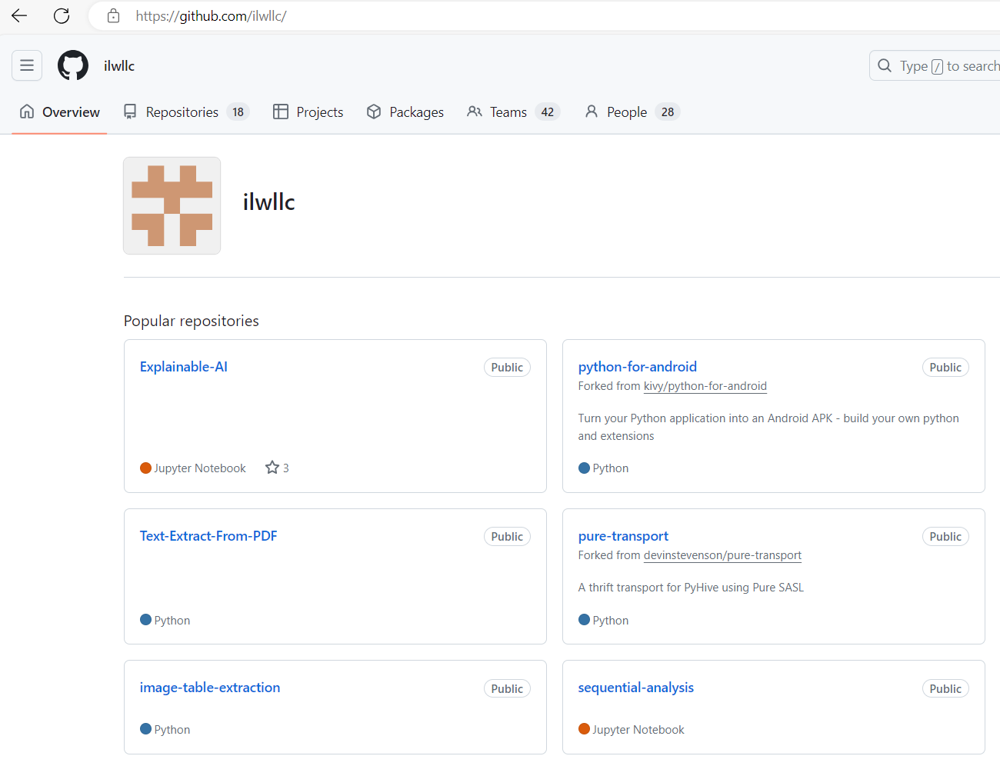 https://github.com/ilwllc/
ilwllc
Type / to search
Overview
Repositories 18
Projects
Packages
Teams 42
People 28
ilwllc
Popular repositories
Explainable-AI
Public
Jupyter Notebook
3
python-for-android
Public
Forked from kivy/python-for-android
Turn your Python application into an Android APK - build your own python
and extensions
Python
Text-Extract-From-PDF
Public
Python
pure-transport
Public
Forked from devinstevenson/pure-transport
A thrift transport for PyHive using Pure SASL
Python
image-table-extraction
Public
Python
sequential-analysis
Public
Jupyter Notebook